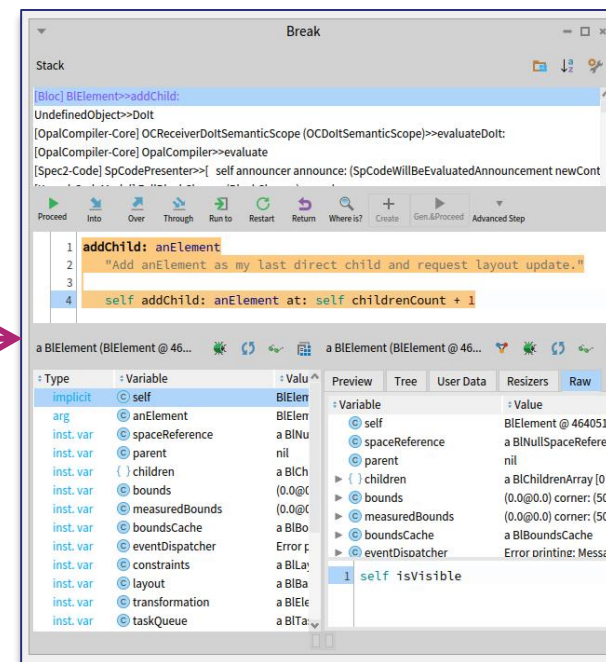 Break
Stack
[Bloc] BlElement>>addChild:
UndefinedObject>>DoIt
[OpalCompiler-Core] OCReceiverDoItSemanticScope (OCDoItSemanticScope)>>evaluateDoIt:
[OpalCompiler-Core] OpalCompiler>>evaluate
[Spec2-Code] SpCodePresenter>>[ self announcer announce: (SpCodeWillBeEvaluatedAnnouncement newCont
Proceed Into Over Through Run to Restart Return Where is? Create Gen.&Proceed Advanced Step
1 addChild: anElement
2 "Add anElement as my last direct child and request layout update."
3
4 self addChild: anElement at: self childrenCount + 1
a BlElement (BlElement @ 46...
Type Variable Valu
implicit self BlElem
arg anElement BlElem
inst. var spaceReference a BlNu
inst. var parent nil
inst. var { } children a BlCh
inst. var bounds (0.0@0
inst. var measuredBounds (0.0@0
inst. var boundsCache a BlBo
inst. var eventDispatcher Error p
inst. var constraints a BlLay
inst. var layout a BlBa
inst. var transformation a BlEle
inst. var taskQueue a BlTa
a BlElement (BlElement @ 46...
Preview Tree User Data Resizers Raw
Variable Value
self BlElement @ 464051
spaceReference a BlNullSpaceRefere
parent nil
{ } children a BlChildrenArray [0
bounds (0.0@0.0) corner: (50
measuredBounds (0.0@0.0) corner: (50
boundsCache a BlBoundsCache
eventDispatcher Error printing: Messa
1 self isVisible